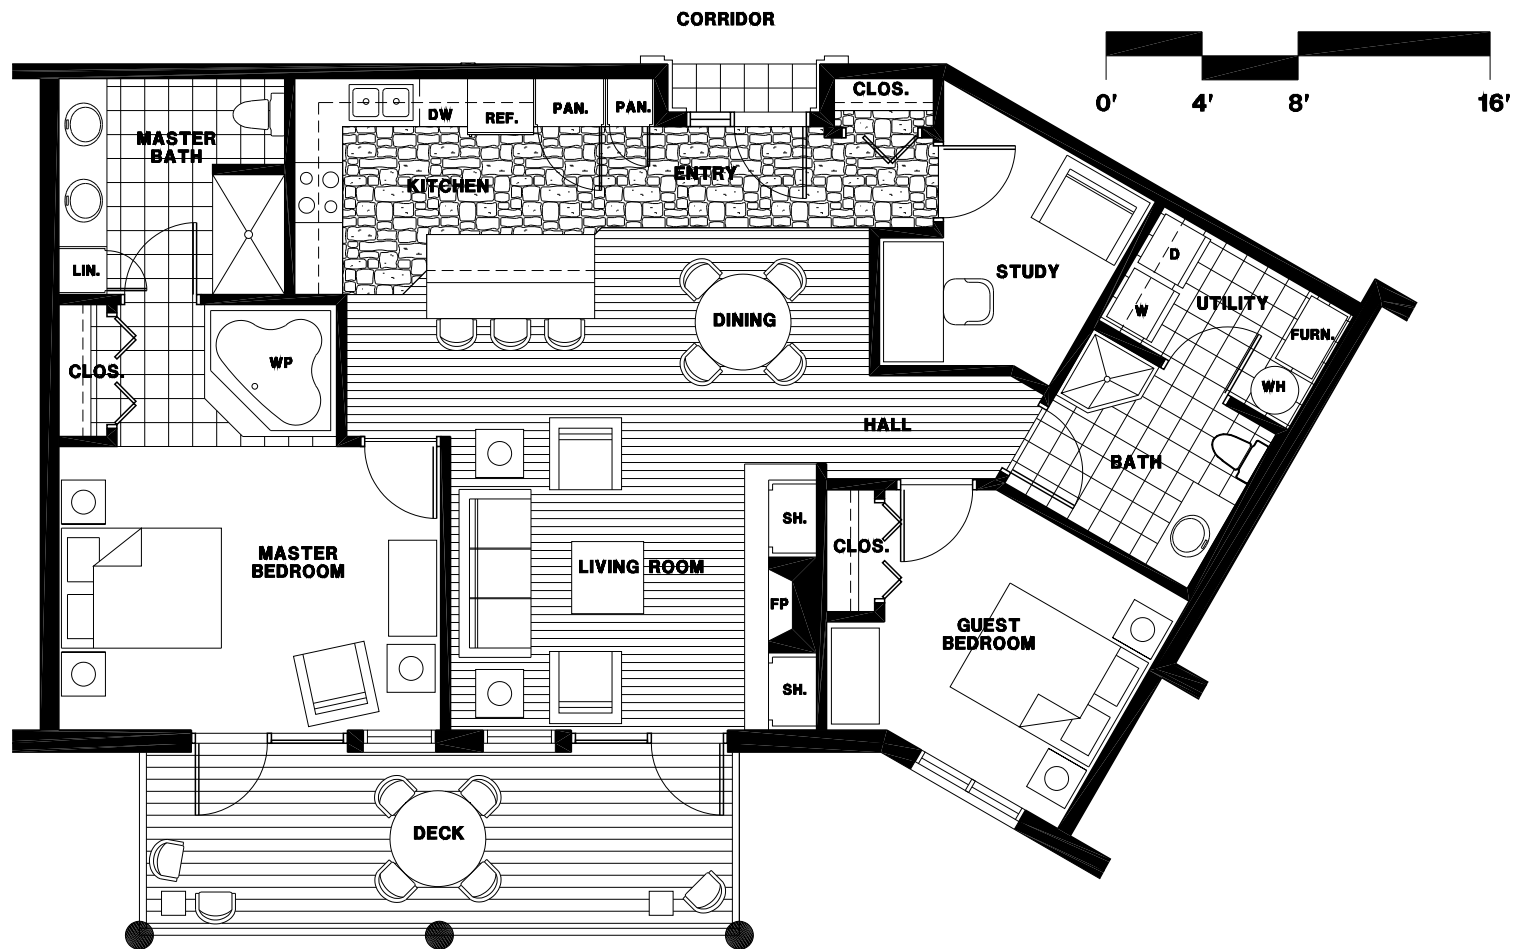 CORRIDOR
0' 4' 8' 16'
CLOS.
DW
REF.
PAN.
PAN.
MASTER
BATH
KITCHEN
ENTRY
LIN.
STUDY
D
W
UTILITY
FURN.
DINING
WP
CLOS.
WH
HALL
BATH
SH.
CLOS.
MASTER
BEDROOM
LIVING ROOM
FP
GUEST
BEDROOM
SH.
DECK